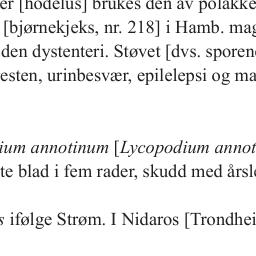 er [hodelus] brukes den av polakke
[bjørnekjeks, nr. 218] i Hamb. mag
den dystenteri. Støvet [dvs. sporene
esten, urinbesvær, epilelepsi og ma
ium annotinum [Lycopodium annot
te blad i fem rader, skudd med årsle
s ifølge Strøm. I Nidaros [Trondhei